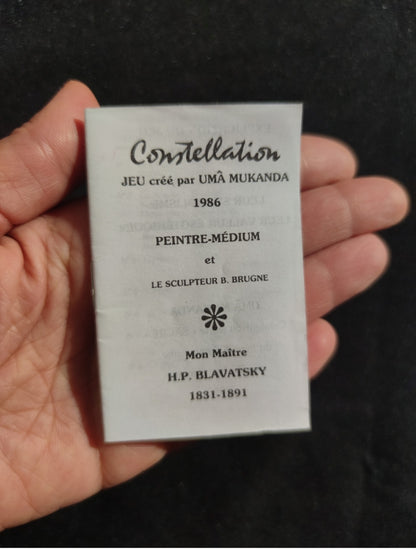 Constellation
JEU créé par UMÂ MUKANDA
1986
PEINTRE-MÉDIUM
et
LE SCULPTEUR B. BRUGNE
Mon Maître
H.P. BLAVATSKY
1831-1891